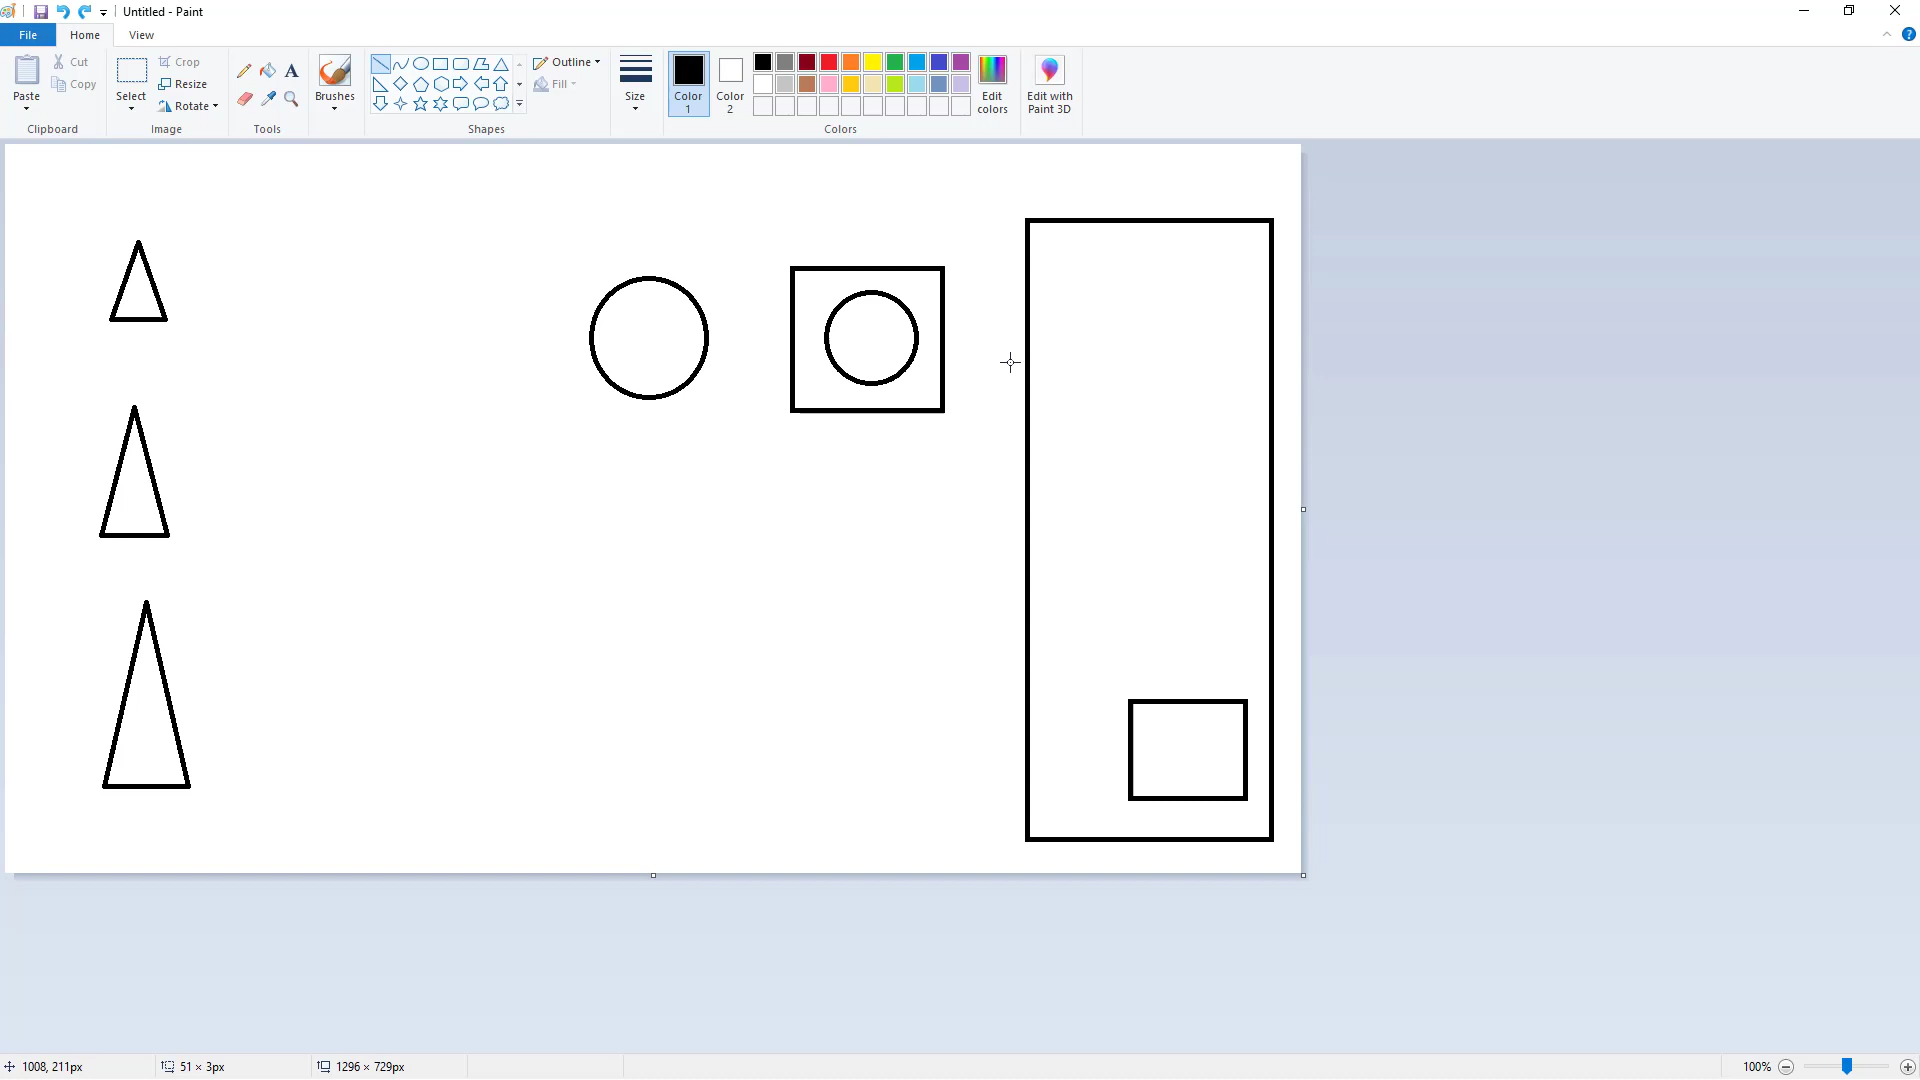 Untitled - Paint
File Home View
Paste
Cut
Copy
Clipboard
Select
Crop
Resize
Rotate
Image
A
Tools
Brushes
Outline
Fill
Shapes
Size
Color 1
Color 2
Edit colors
Colors
Edit with Paint 3D
1008, 211px 51 × 3px 1296 × 729px 100%